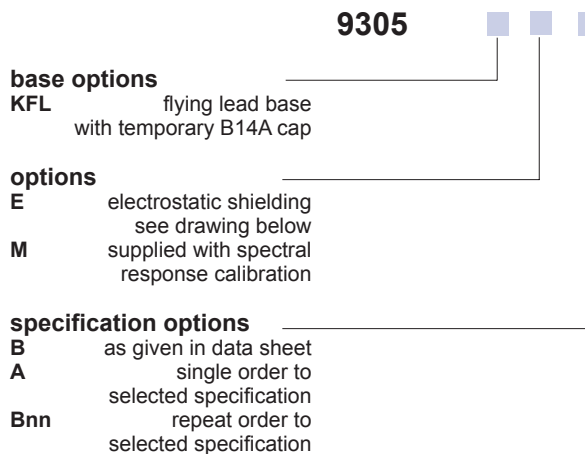 9305
base options
KFL flying lead base
with temporary B14A cap
options
E electrostatic shielding
see drawing below
M supplied with spectral
response calibration
specification options
B as given in data sheet
A single order to
selected specification
Bnn repeat order to
selected specification